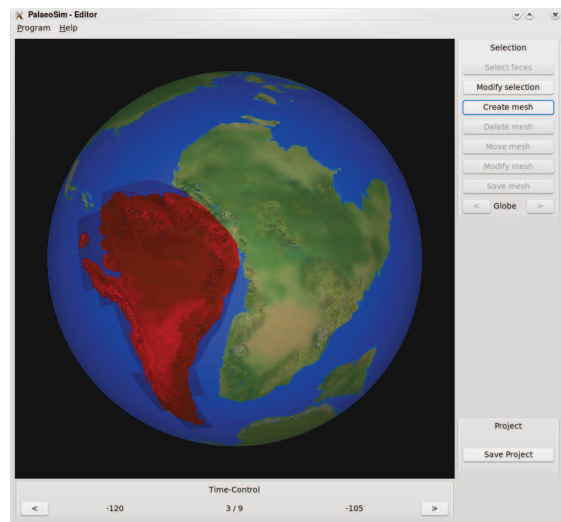 PalaeoSim - Editor
Program Help
Selection
Select faces
Modify selection
Create mesh
Delete mesh
Move mesh
Modify mesh
Save mesh
< Globe >
Project
Save Project
Time-Control
< -120 3 / 9 -105 >